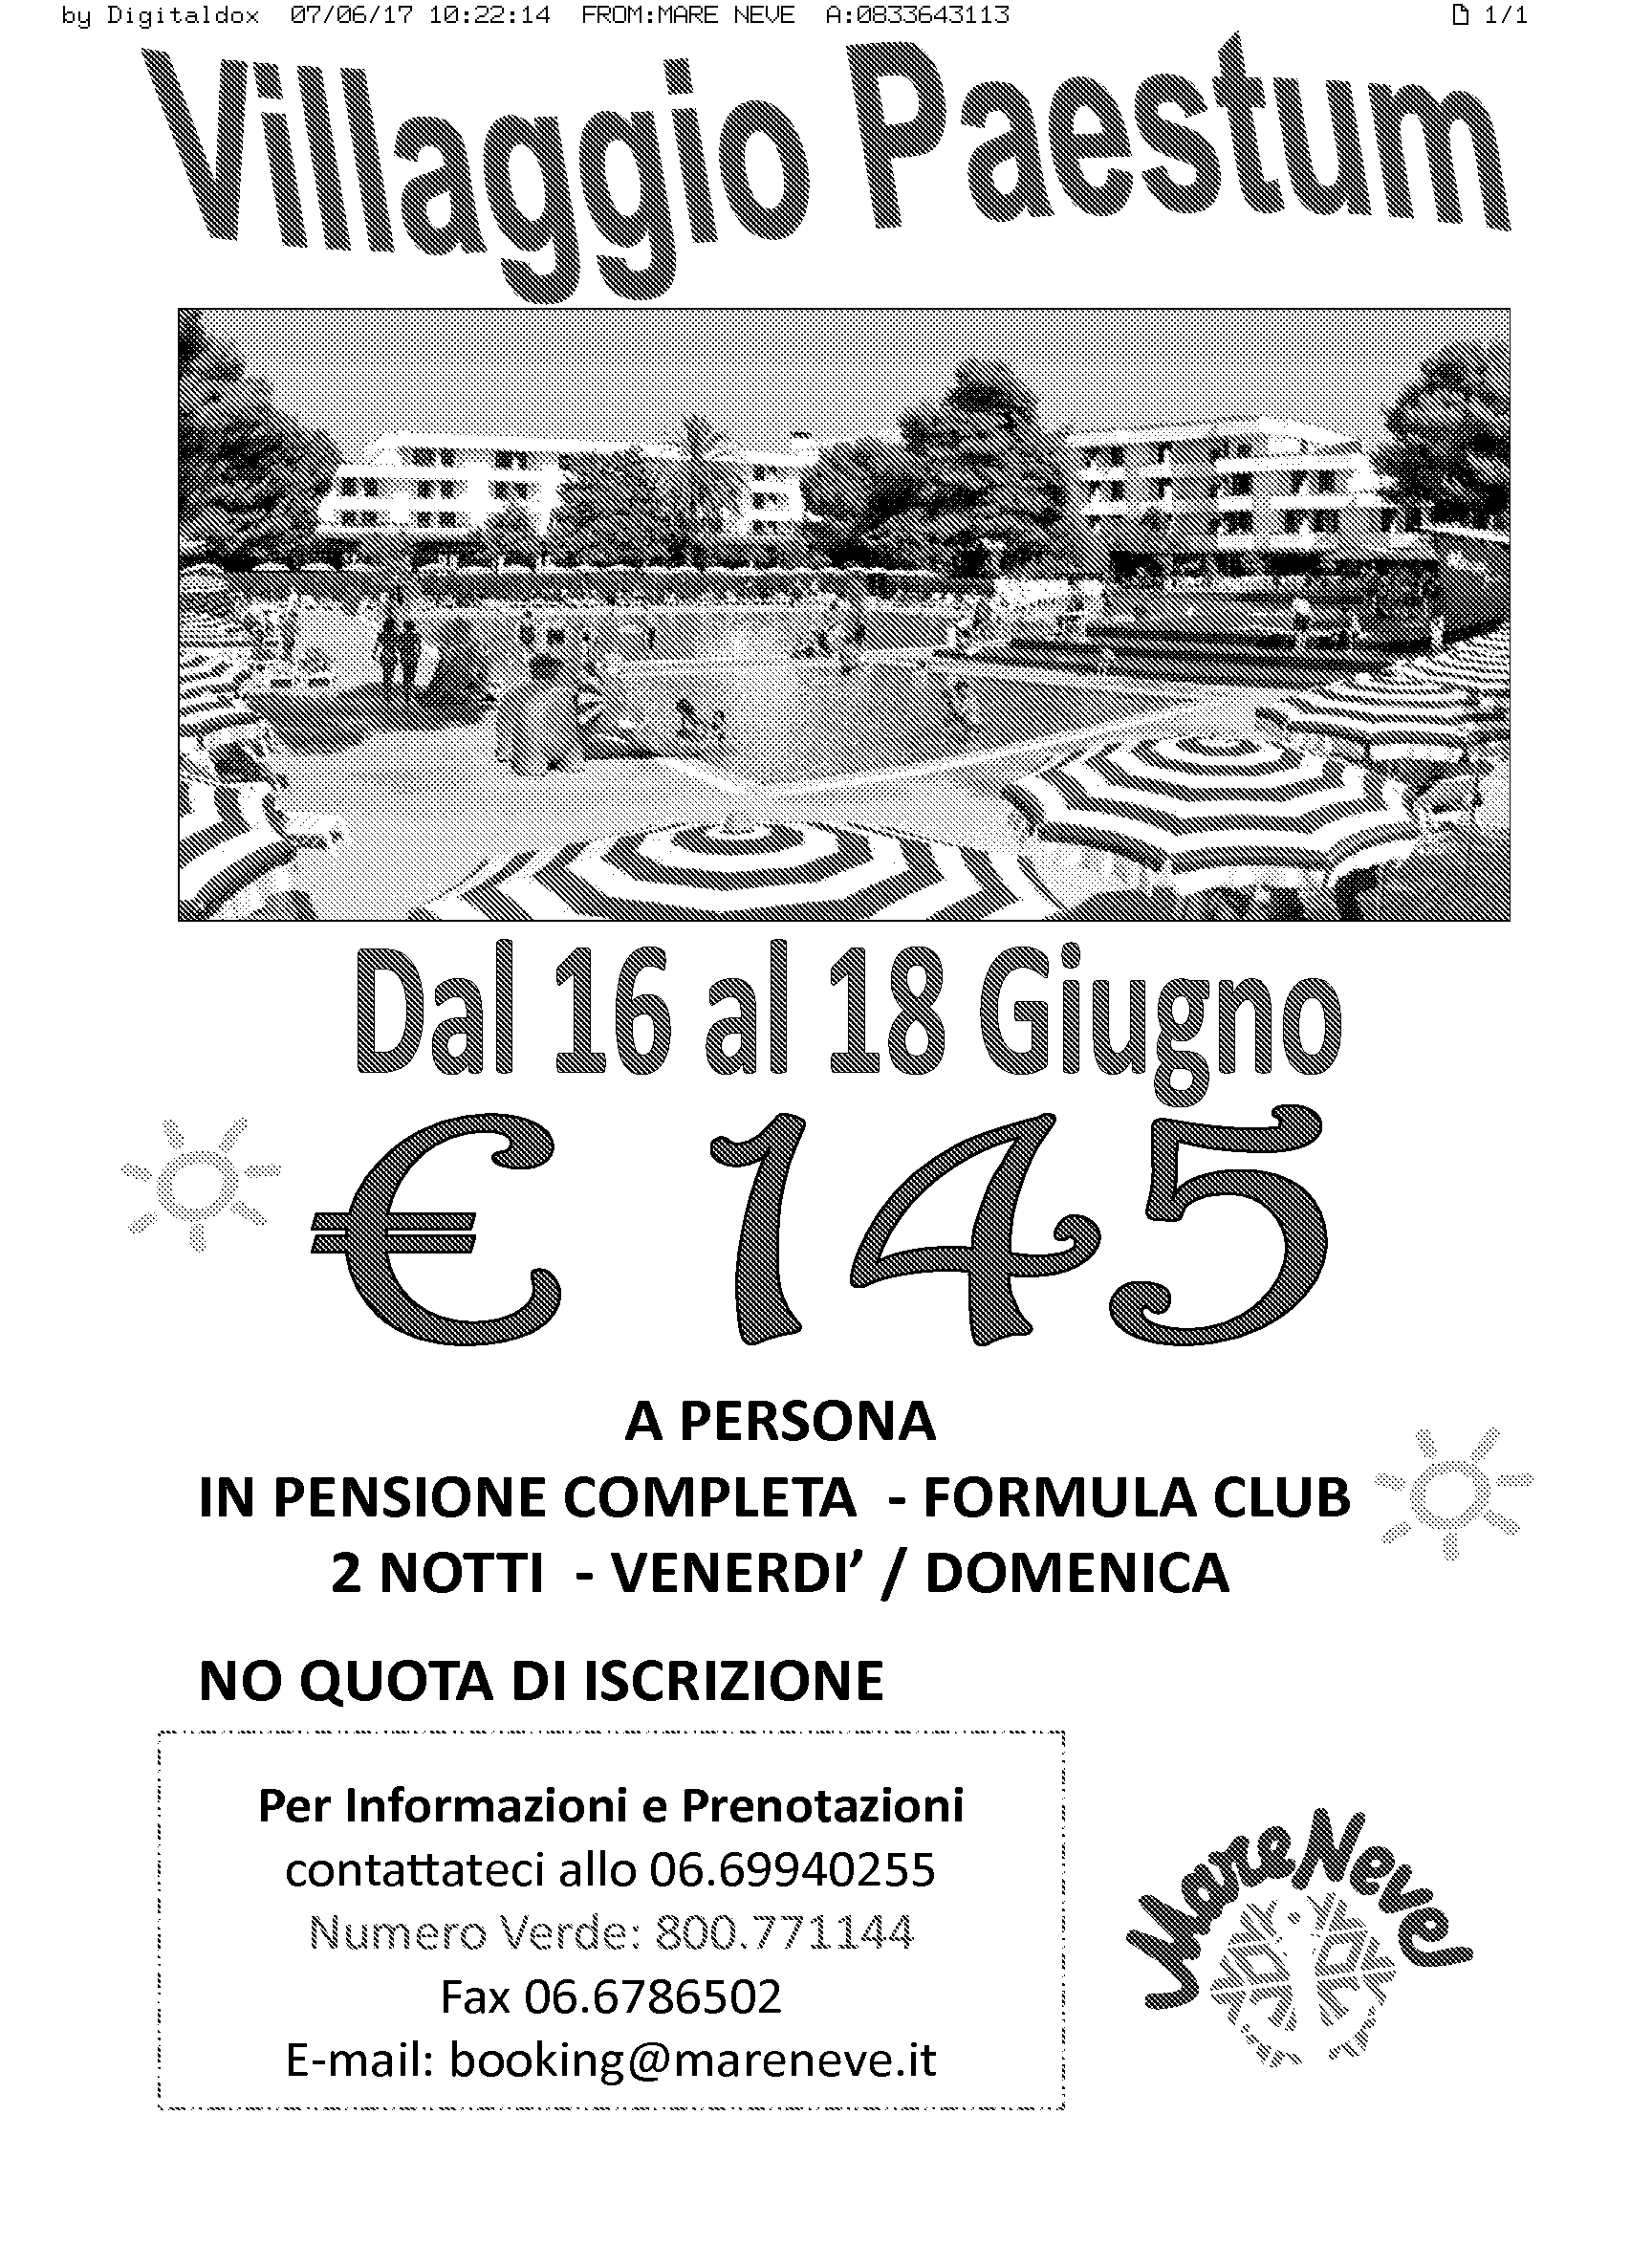 by Digitaldox 07/06/17 10:22:14 FROM:MARE NEVE A:0833643113 1/1
Villaggio Paestum
Dal 16 al 18 Giugno
€ 145
A PERSONA
IN PENSIONE COMPLETA - FORMULA CLUB
2 NOTTI - VENERDI’ / DOMENICA
NO QUOTA DI ISCRIZIONE
Per Informazioni e Prenotazioni
contattateci allo 06.69940255
Numero Verde: 800.771144
Fax 06.6786502
E-mail: booking@mareneve.it
MareNeve